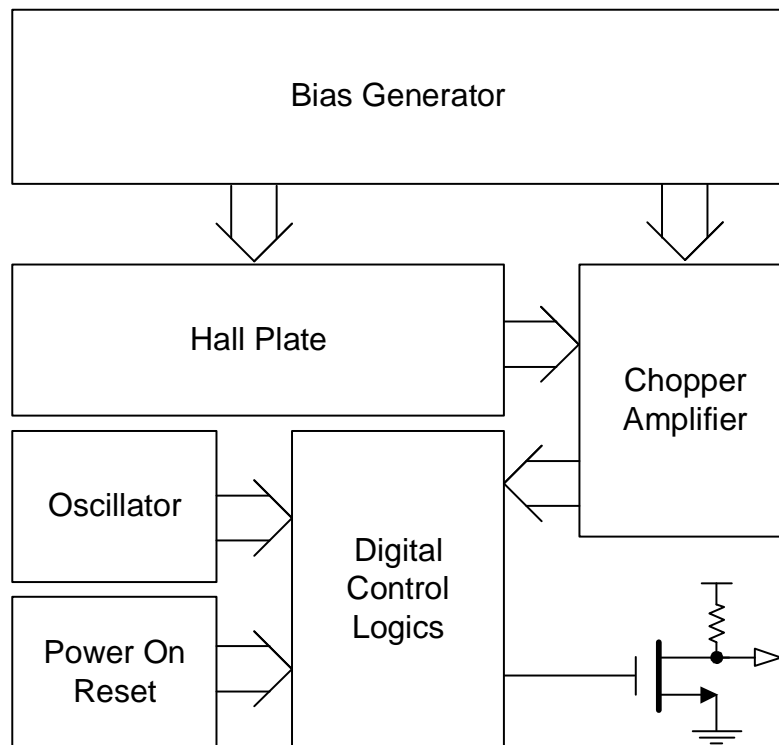 Bias Generator
Hall Plate
Chopper
Amplifier
Oscillator
Digital
Control
Logics
Power On
Reset